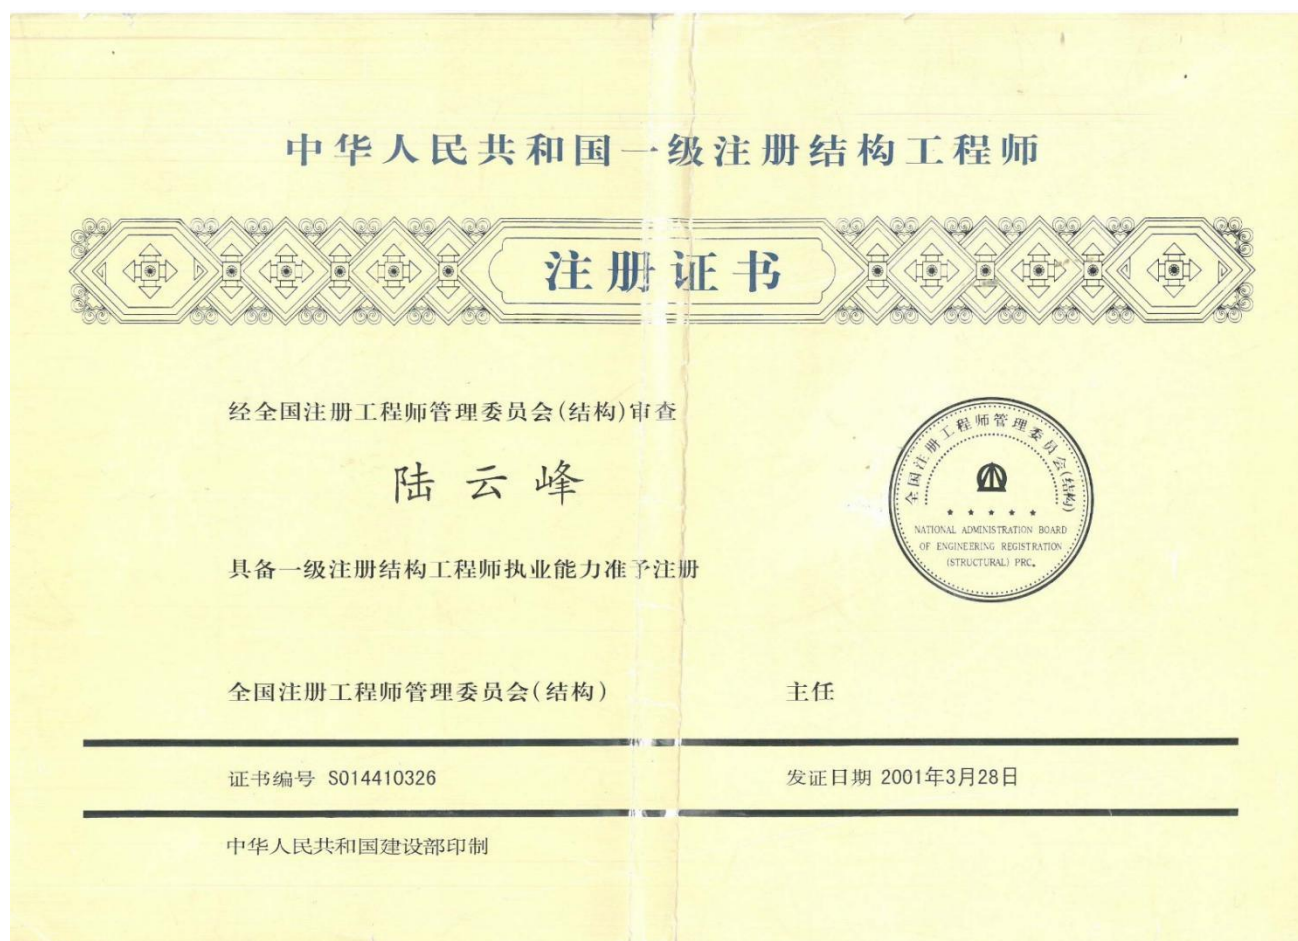 中华人民共和国一级注册结构工程师
注册证书
经全国注册工程师管理委员会(结构)审查
陆云峰
具备一级注册结构工程师执业能力准予注册
全国注册工程师管理委员会(结构)
NATIONAL ADMINISTRATION BOARD
OF ENGINEERING REGISTRATION
(STRUCTURAL) PRC.
全国注册工程师管理委员会(结构) 主任
证书编号 S014410326 发证日期 2001年3月28日
中华人民共和国建设部印制